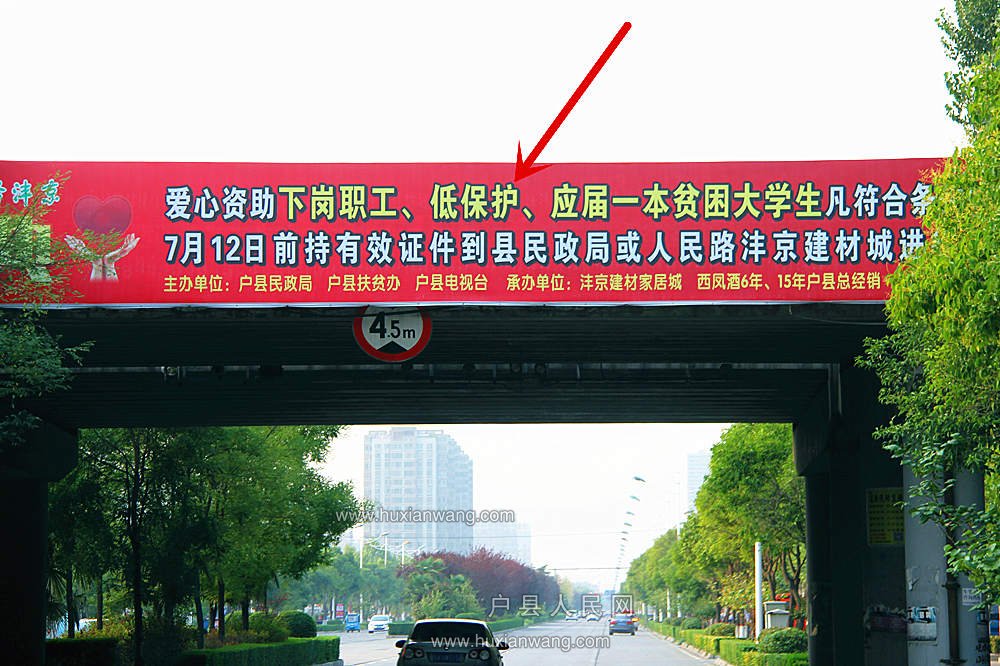 沣京
爱心资助下岗职工、低保护、应届一本贫困大学生凡符合条
7月12日前持有效证件到县民政局或人民路沣京建材城进
主办单位：户县民政局 户县扶贫办 户县电视台 承办单位：沣京建材家居城 西凤酒6年、15年户县总经销
4.5m
www.huxianwang.com
户县人民网
www.huxianwang.com